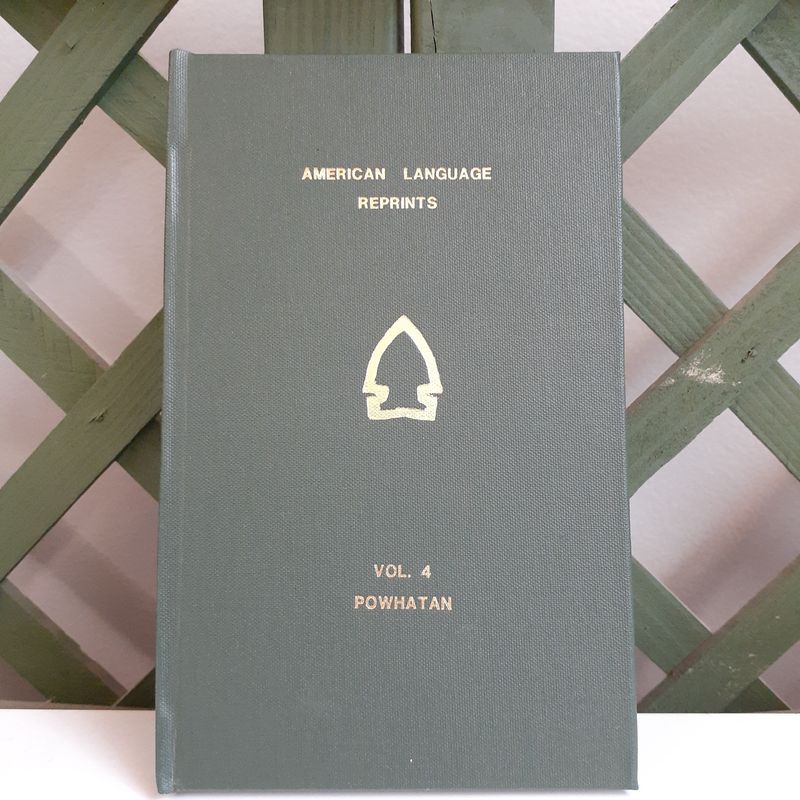 AMERICAN LANGUAGE
REPRINTS
VOL. 4
POWHATAN